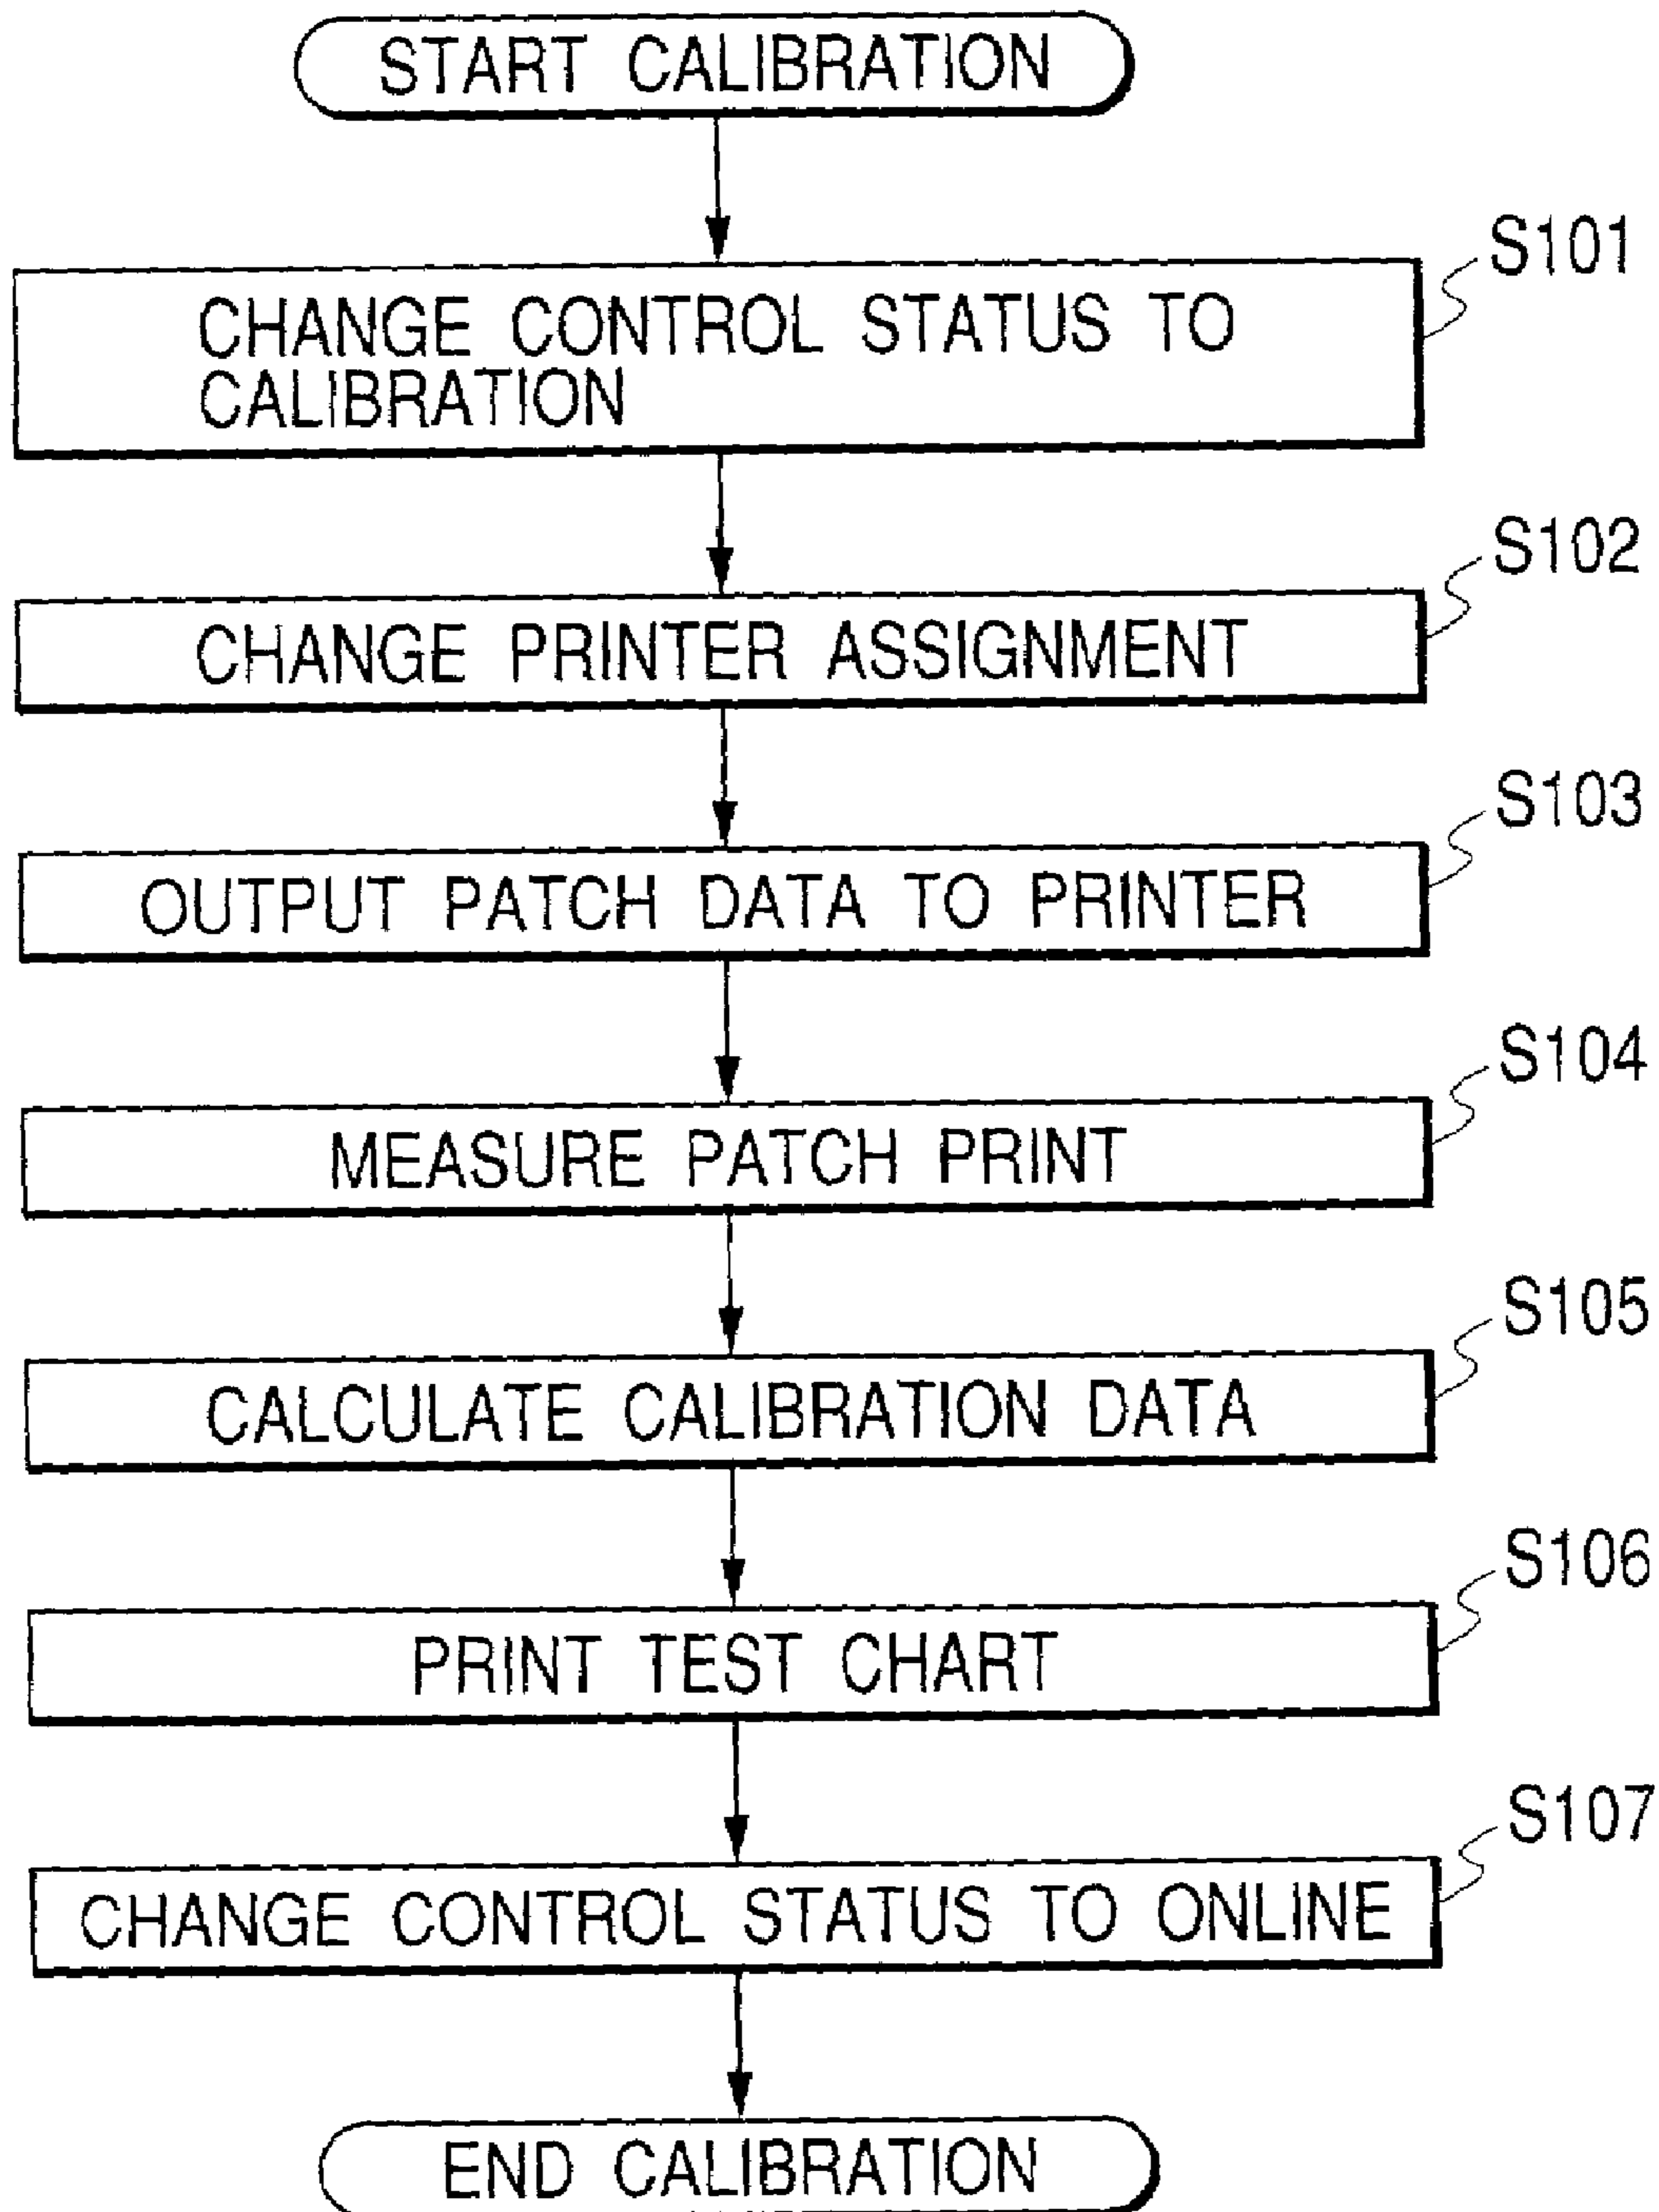 START CALIBRATION
S101
CHANGE CONTROL STATUS TO
CALIBRATION
S102
CHANGE PRINTER ASSIGNMENT
S103
OUTPUT PATCH DATA TO PRINTER
S104
MEASURE PATCH PRINT
S105
CALCULATE CALIBRATION DATA
S106
PRINT TEST CHART
S107
CHANGE CONTROL STATUS TO ONLINE
END CALIBRATION